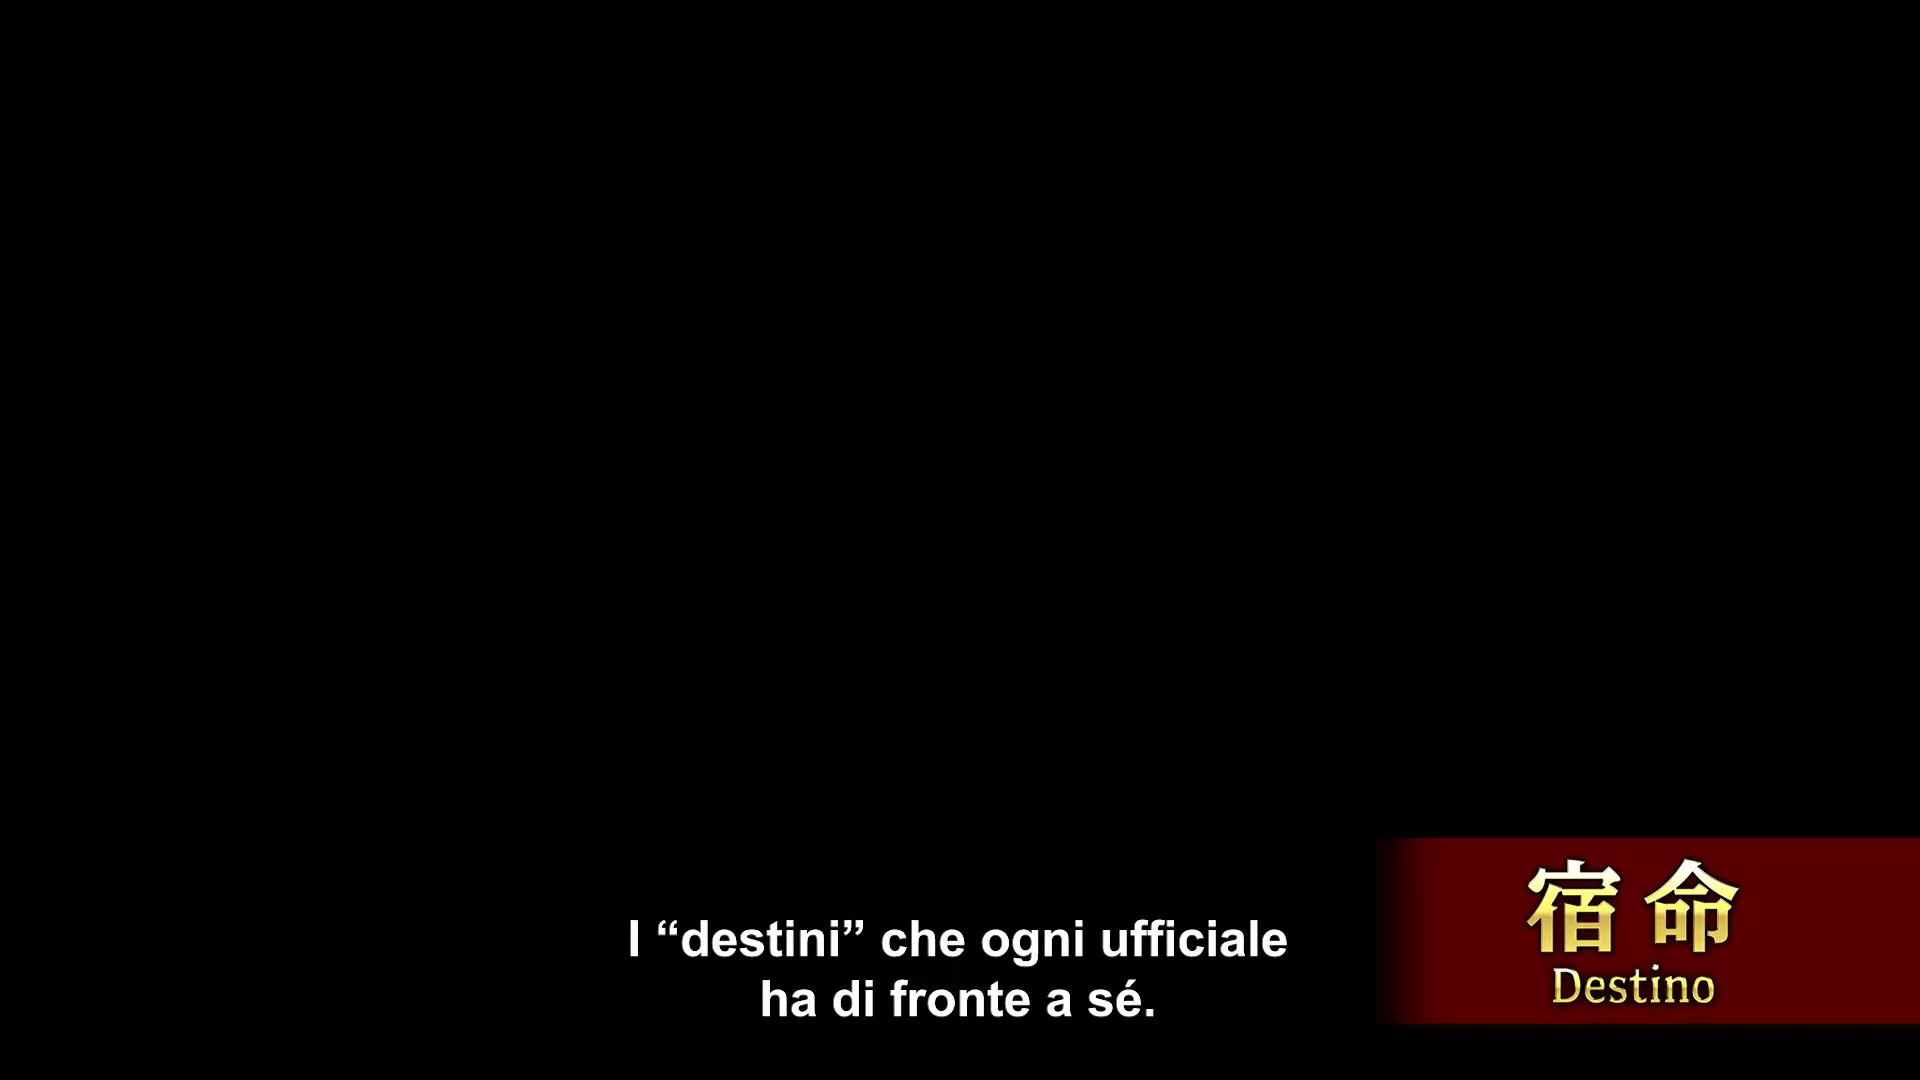 I “destini” che ogni ufficiale
ha di fronte a sé.
宿命
Destino